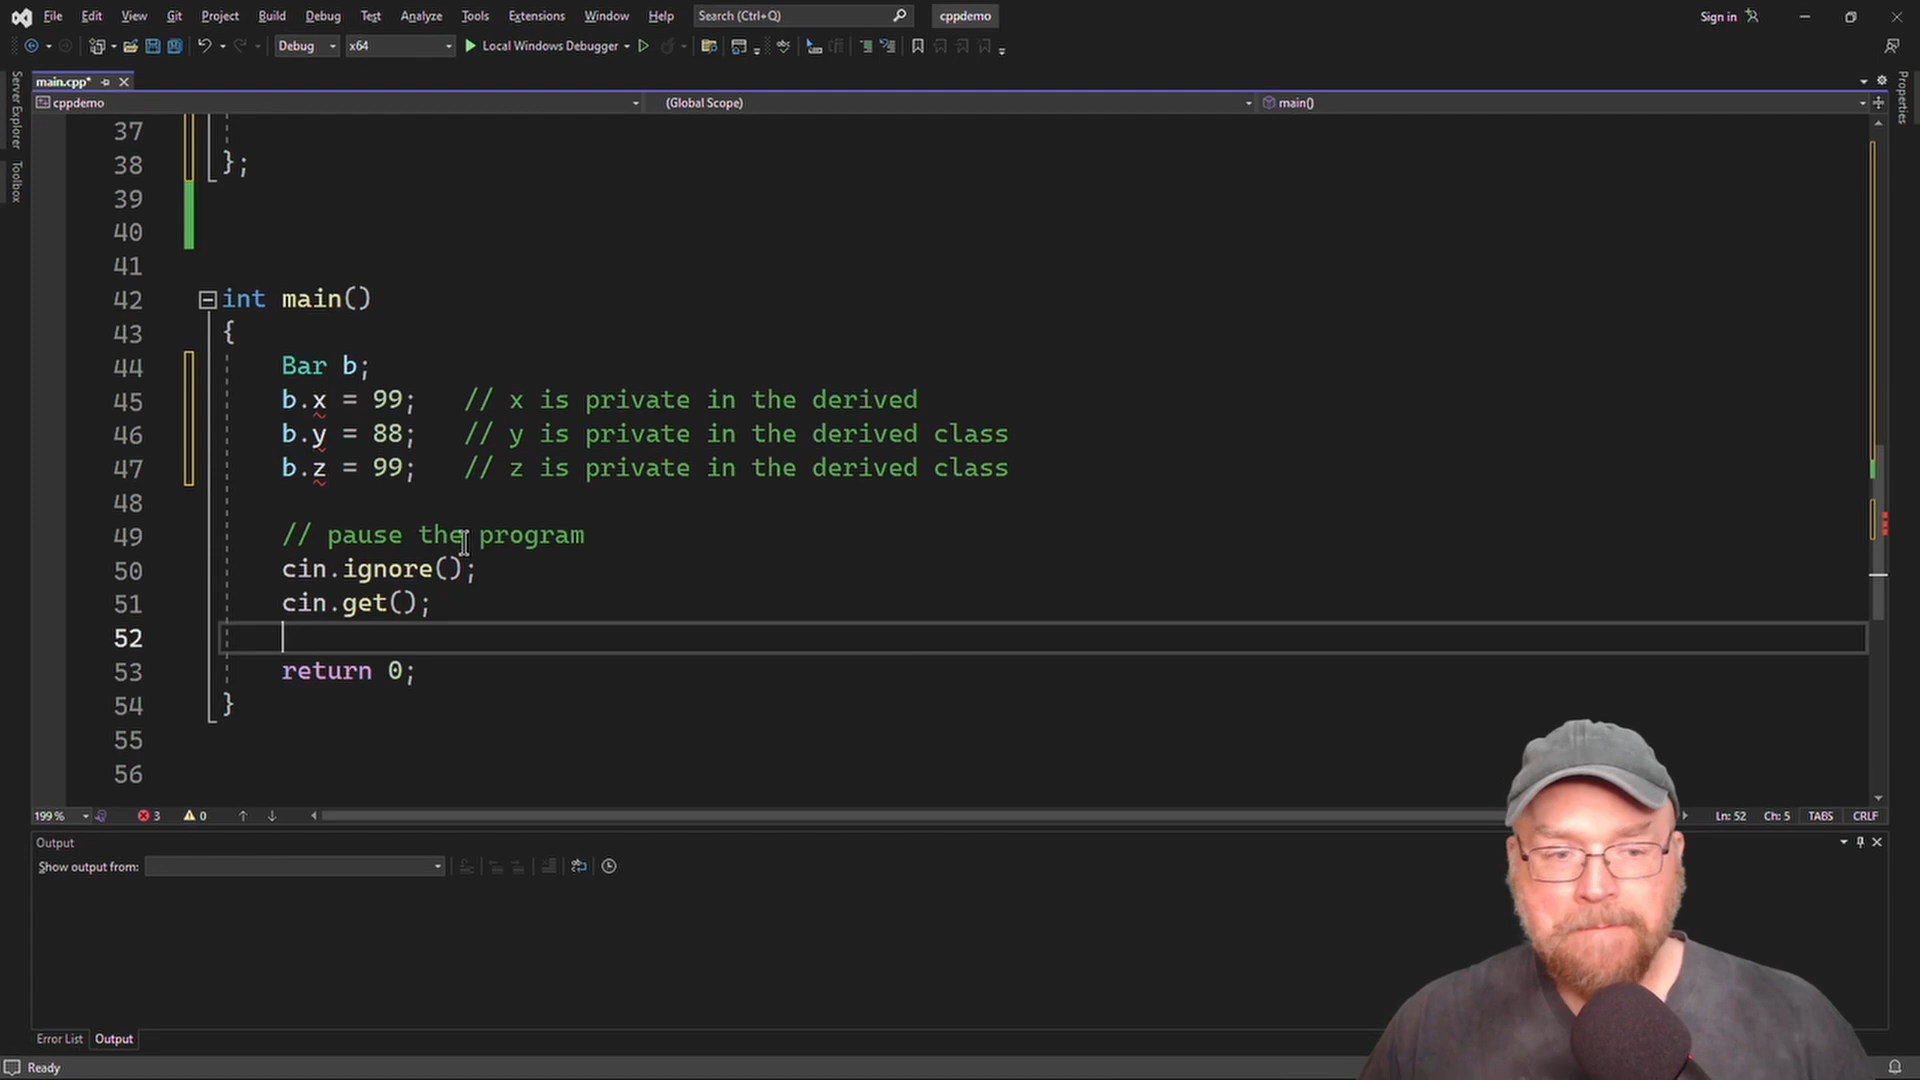 File Edit View Git Project Build Debug Test Analyze Tools Extensions Window Help Search (Ctrl+Q) cppdemo Sign in
Debug x64 Local Windows Debugger
Server Explorer
Toolbox
Properties
main.cpp*
cppdemo (Global Scope) main()
37
38 };
39
40
41
42 int main()
43 {
44 Bar b;
45 b.x = 99; // x is private in the derived
46 b.y = 88; // y is private in the derived class
47 b.z = 99; // z is private in the derived class
48
49 // pause the program
50 cin.ignore();
51 cin.get();
52
53 return 0;
54 }
55
56
199 % 3 0 Ln: 52 Ch: 5 TABS CRLF
Output
Show output from:
Error List Output
Ready